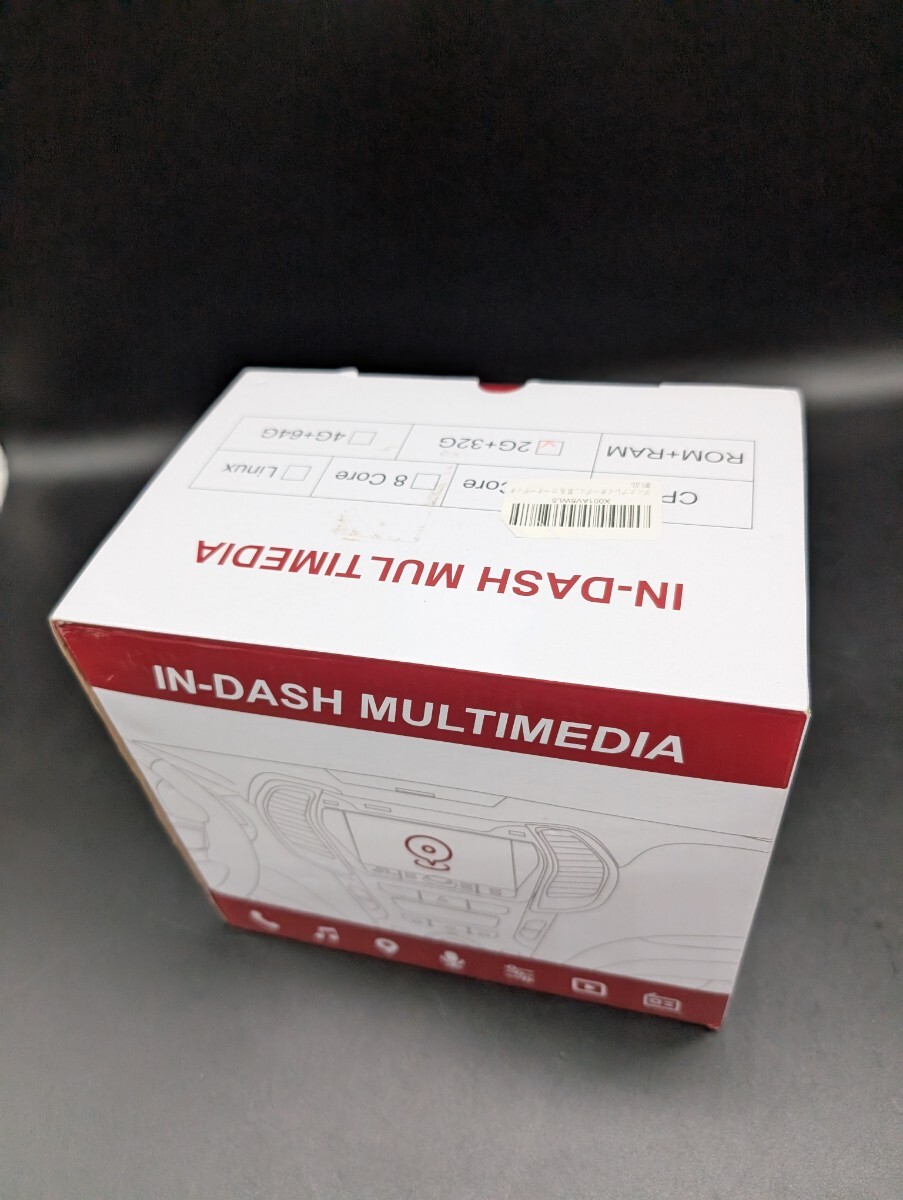 IN-DASH MULTIMEDIA
CP
Core
8 Core
Linux
ROM+RAM
2G+32G
4G+64G
IN-DASH MULTIMEDIA